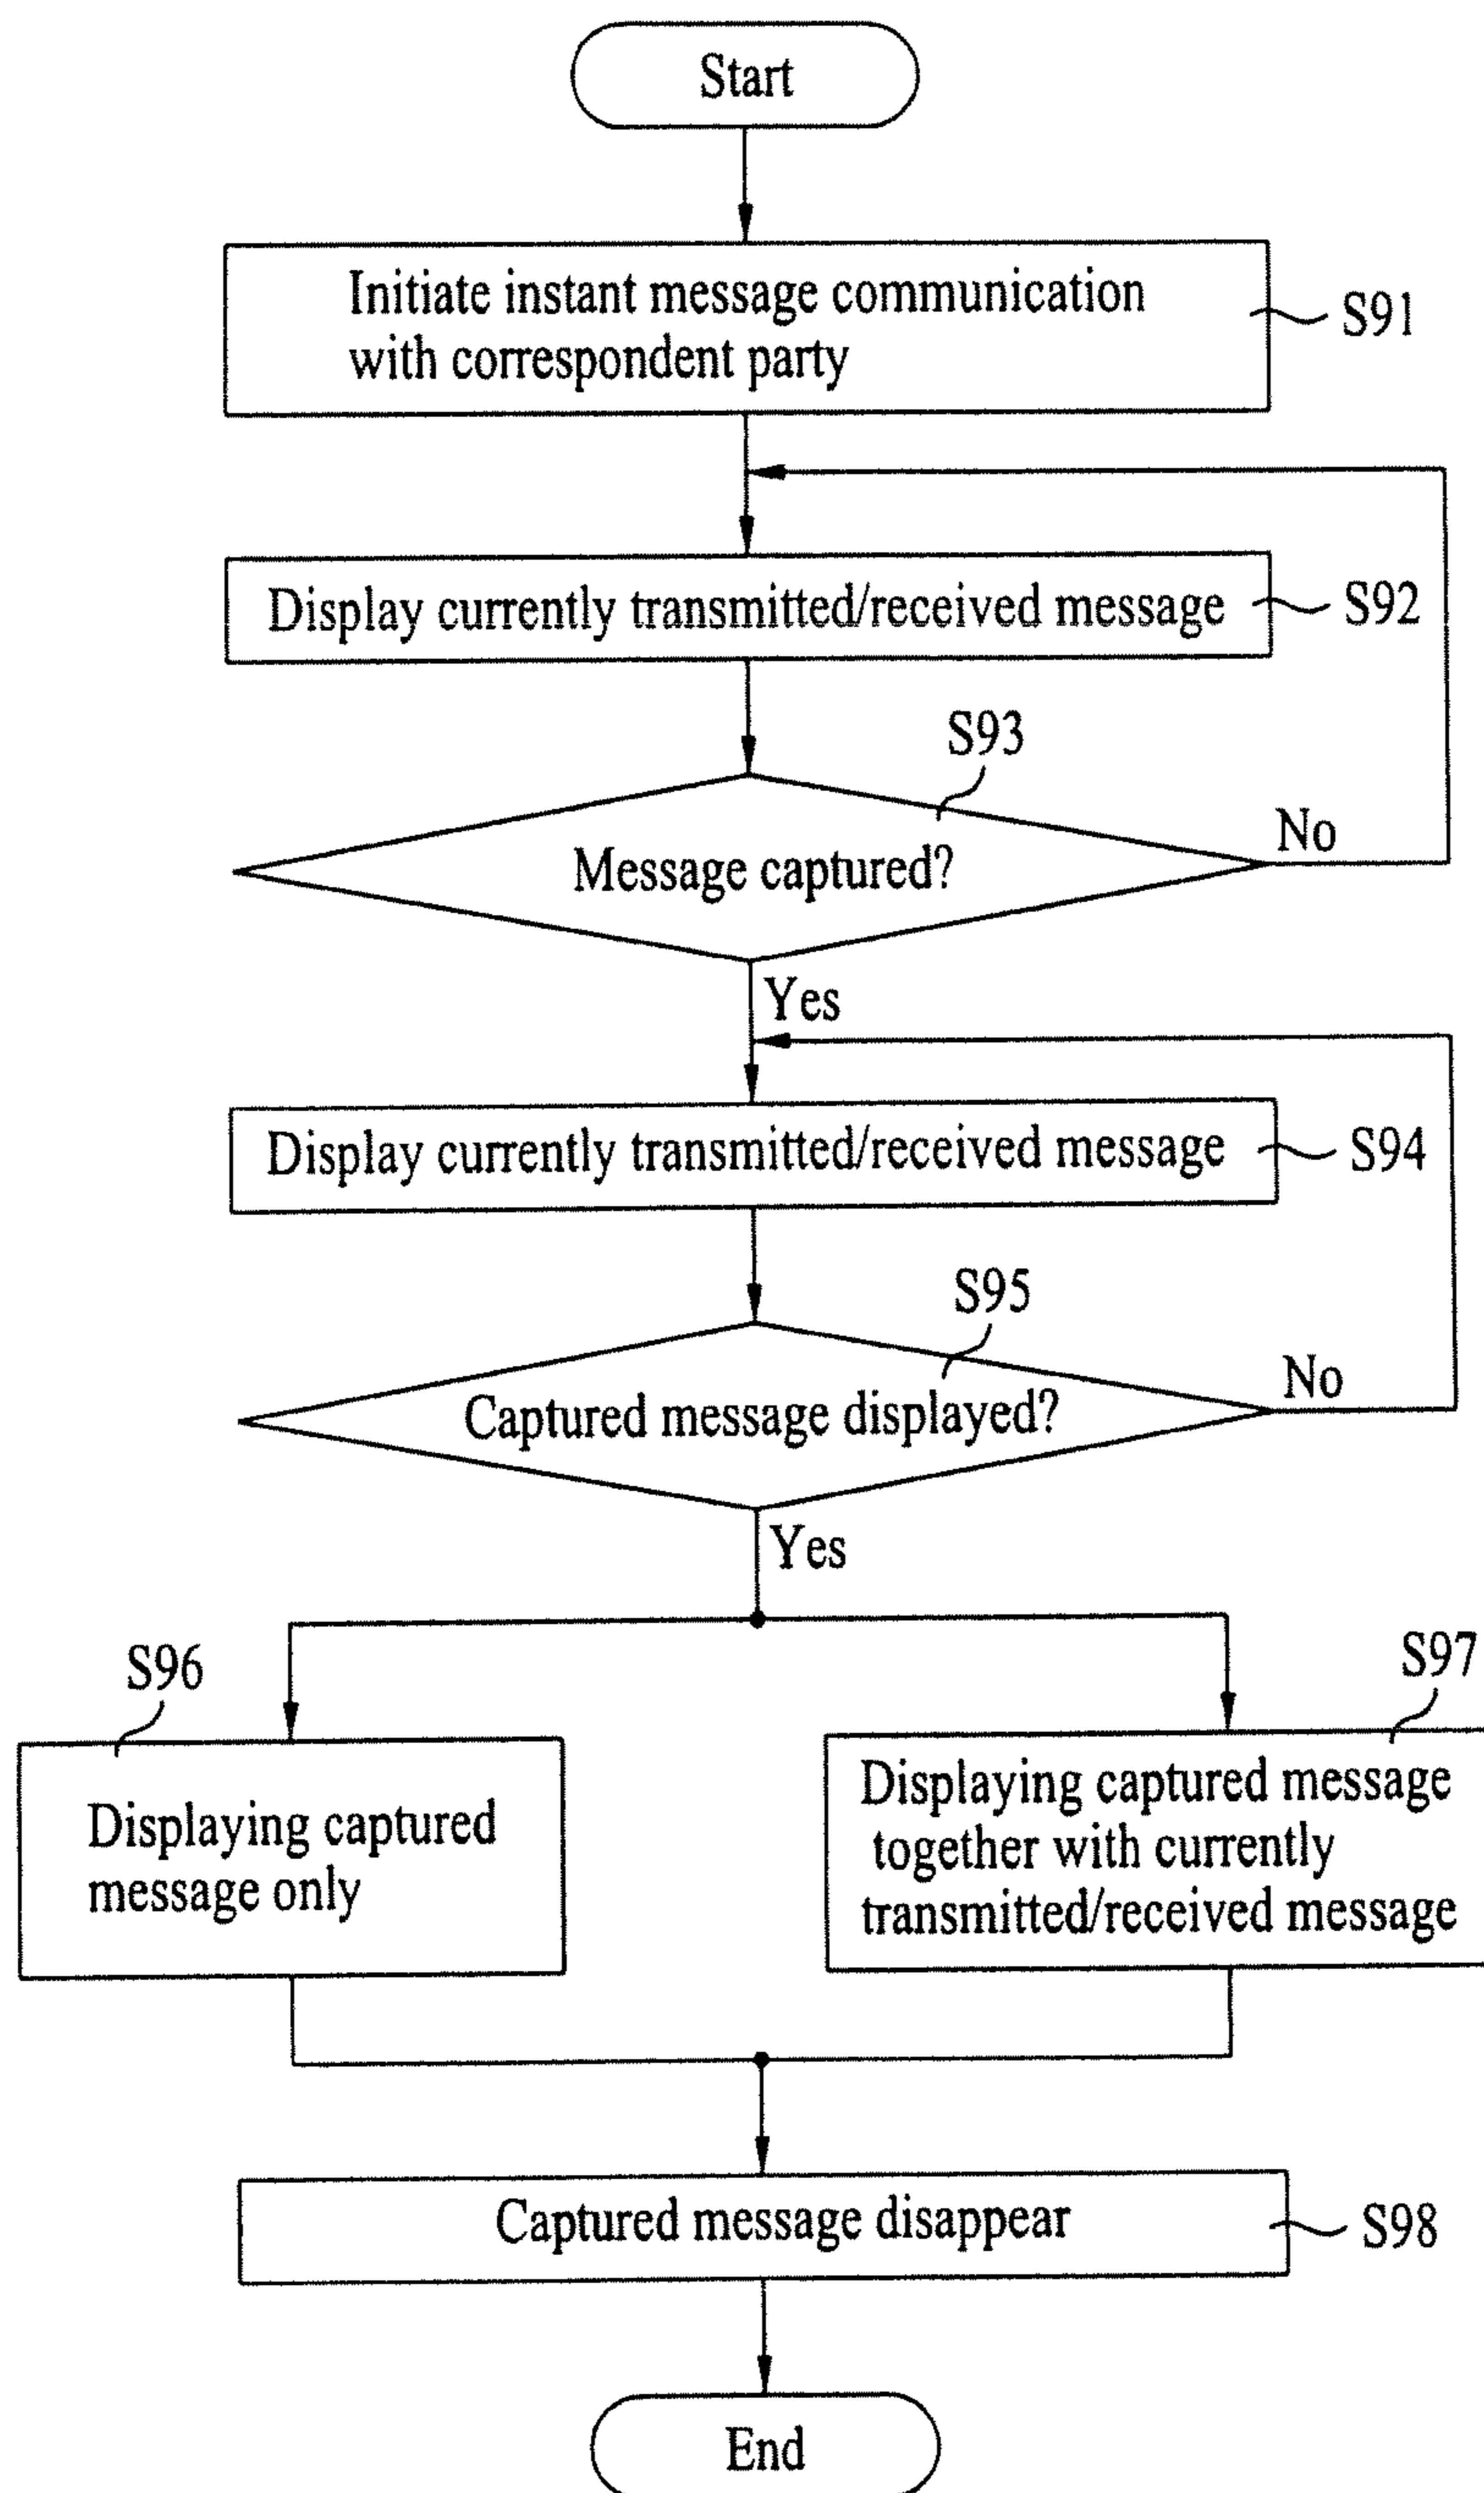 Start
Initiate instant message communication
with correspondent party
S91
Display currently transmitted/received message
S92
S93
Message captured?
No
Yes
Display currently transmitted/received message
S94
S95
Captured message displayed?
No
Yes
S96
Displaying captured
message only
S97
Displaying captured message
together with currently
transmitted/received message
Captured message disappear
S98
End